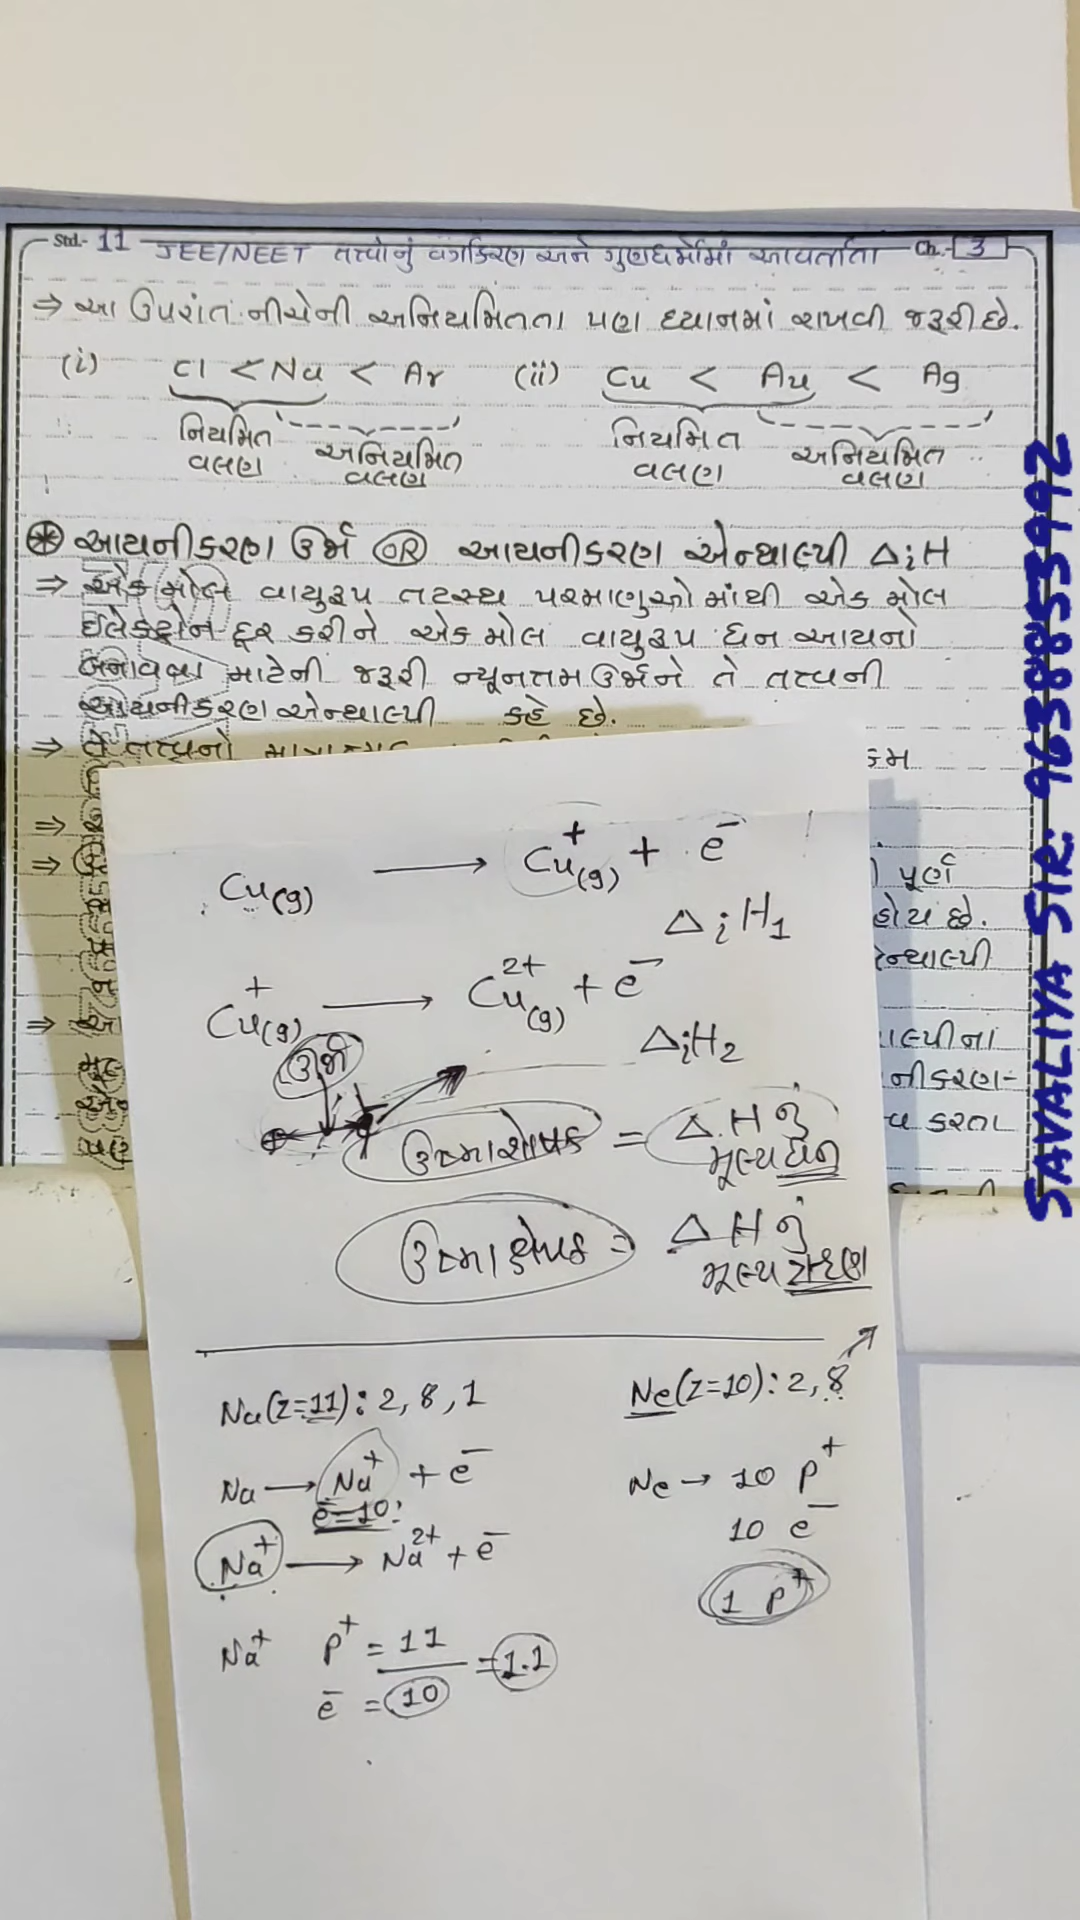 Std.- 11 JEE/NEET તત્ત્વોનું વર્ગીકરણ અને ગુણધર્મોમાં આવર્તીતા Ch.- 3
⇒ આ ઉપરાંત નીચેની અનિયમિતતા પણ ધ્યાનમાં રાખવી જરૂરી છે.
(i) Cl < Na < Ar (ii) Cu < Au < Ag
નિયમિત વલણ અનિયમિત વલણ નિયમિત વલણ અનિયમિત વલણ
⊛ આયનીકરણ ઉર્જા OR આયનીકરણ એન્થાલ્પી ΔiH
⇒ એક મોલ વાયુરૂપ તટસ્થ પરમાણુઓમાંથી એક મોલ
ઈલેક્ટ્રોન દૂર કરીને એક મોલ વાયુરૂપ ધન આયનો
બનાવવા માટેની જરૂરી ન્યૂનતમ ઉર્જાને તે તત્ત્વની
આયનીકરણ એન્થાલ્પી કહે છે.
⇒ તે તત્ત્વનો
⇒
⇒ પૂર્ણ
હોય છે.
ન્થાલ્પી
⇒ આ
ાલ્પીના
નીકરણ-
કરતા
Cu(g) ⟶ Cu⁺(g) + e⁻
ΔiH1
Cu⁺(g) ⟶ Cu²⁺(g) + e⁻
ΔiH2
ઉર્જા
ઉષ્માશોષક = ΔH નું
મૂલ્ય ધન
ઉષ્માક્ષેપક = ΔH નું
મૂલ્ય ઋણ
Na(Z=11): 2, 8, 1
Na ⟶ Na⁺ + e⁻
e⁻=10:
Na⁺ ⟶ Na²⁺ + e⁻
Na⁺ p⁺ = 11
= 1.1
e⁻ = 10
Ne(Z=10): 2, 8
Ne → 10 p⁺
10 e⁻
1 p⁺
SAVALIYA SIR: 9638853992